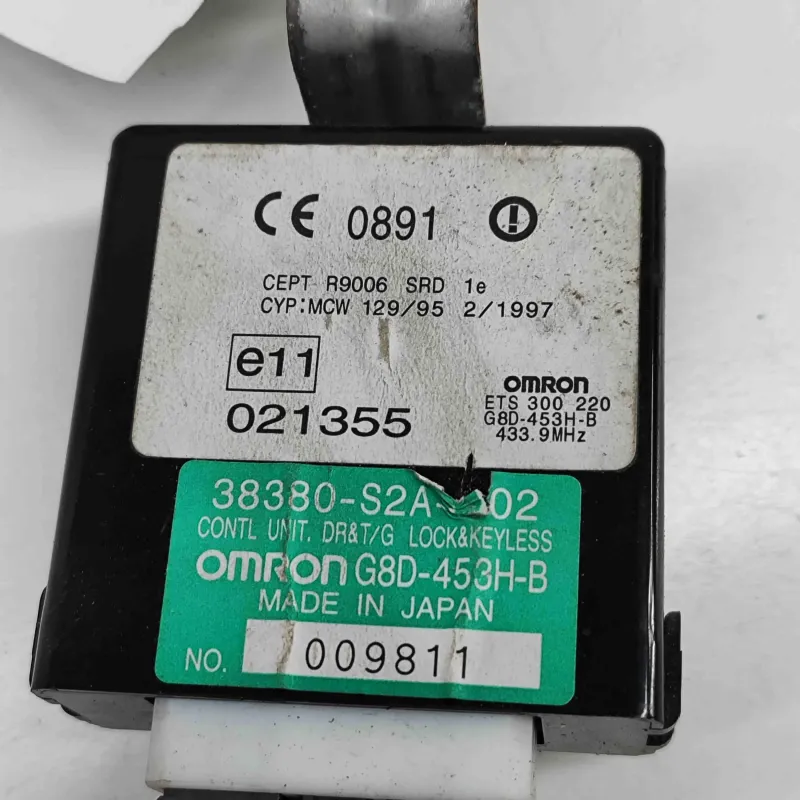 CE 0891
CEPT R9006 SRD 1e
CYP:MCW 129/95 2/1997
e11
021355
OMRON
ETS 300 220
G8D-453H-B
433.9MHz
CONTL UNIT. DR&T/G LOCK&KEYLESS
OMRON G8D-453H-B
MADE IN JAPAN
NO. 009811